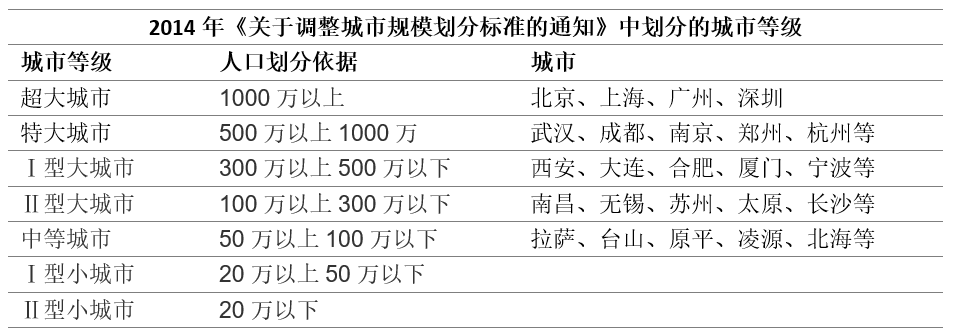 2014 年《关于调整城市规模划分标准的通知》中划分的城市等级
城市等级 人口划分依据 城市
超大城市 1000 万以上 北京、上海、广州、深圳
特大城市 500 万以上 1000 万 武汉、成都、南京、郑州、杭州等
Ⅰ型大城市 300 万以上 500 万以下 西安、大连、合肥、厦门、宁波等
Ⅱ型大城市 100 万以上 300 万以下 南昌、无锡、苏州、太原、长沙等
中等城市 50 万以上 100 万以下 拉萨、台山、原平、凌源、北海等
Ⅰ型小城市 20 万以上 50 万以下
Ⅱ型小城市 20 万以下